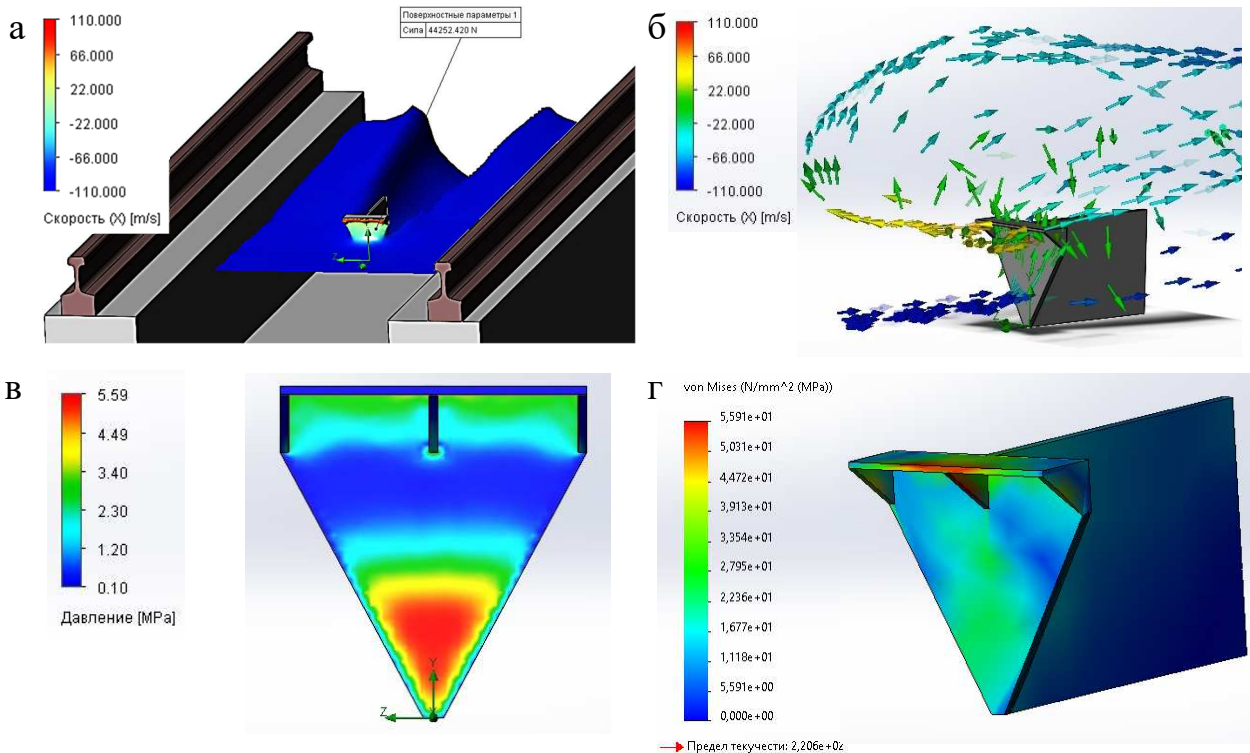 а
110.000
66.000
22.000
-22.000
-66.000
-110.000
Скорость (X) [m/s]
Поверхностные параметры 1
Сила 44252.420 N
Z
б
110.000
66.000
22.000
-22.000
-66.000
-110.000
Скорость (X) [m/s]
в
5.59
4.49
3.40
2.30
1.20
0.10
Давление [MPa]
Y
Z
г
von Mises (N/mm^2 (MPa))
5,591e+01
5,031e+01
4,472e+01
3,913e+01
3,354e+01
2,795e+01
2,236e+01
1,677e+01
1,118e+01
5,591e+00
0,000e+00
Предел текучести: 2,206e+02